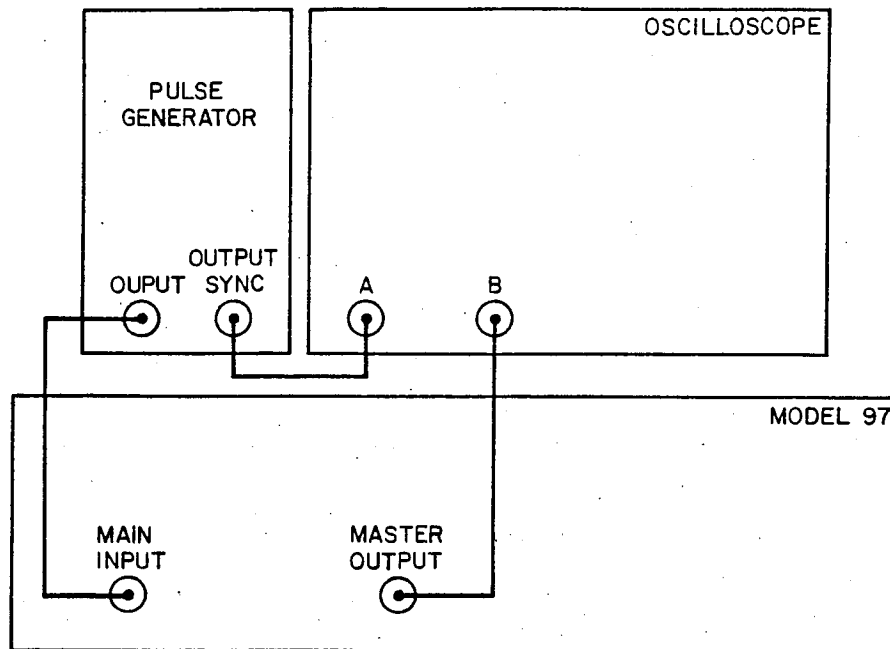 OSCILLOSCOPE
PULSE
GENERATOR
OUPUT
OUTPUT
SYNC
A
B
MODEL 97
MAIN
INPUT
MASTER
OUTPUT